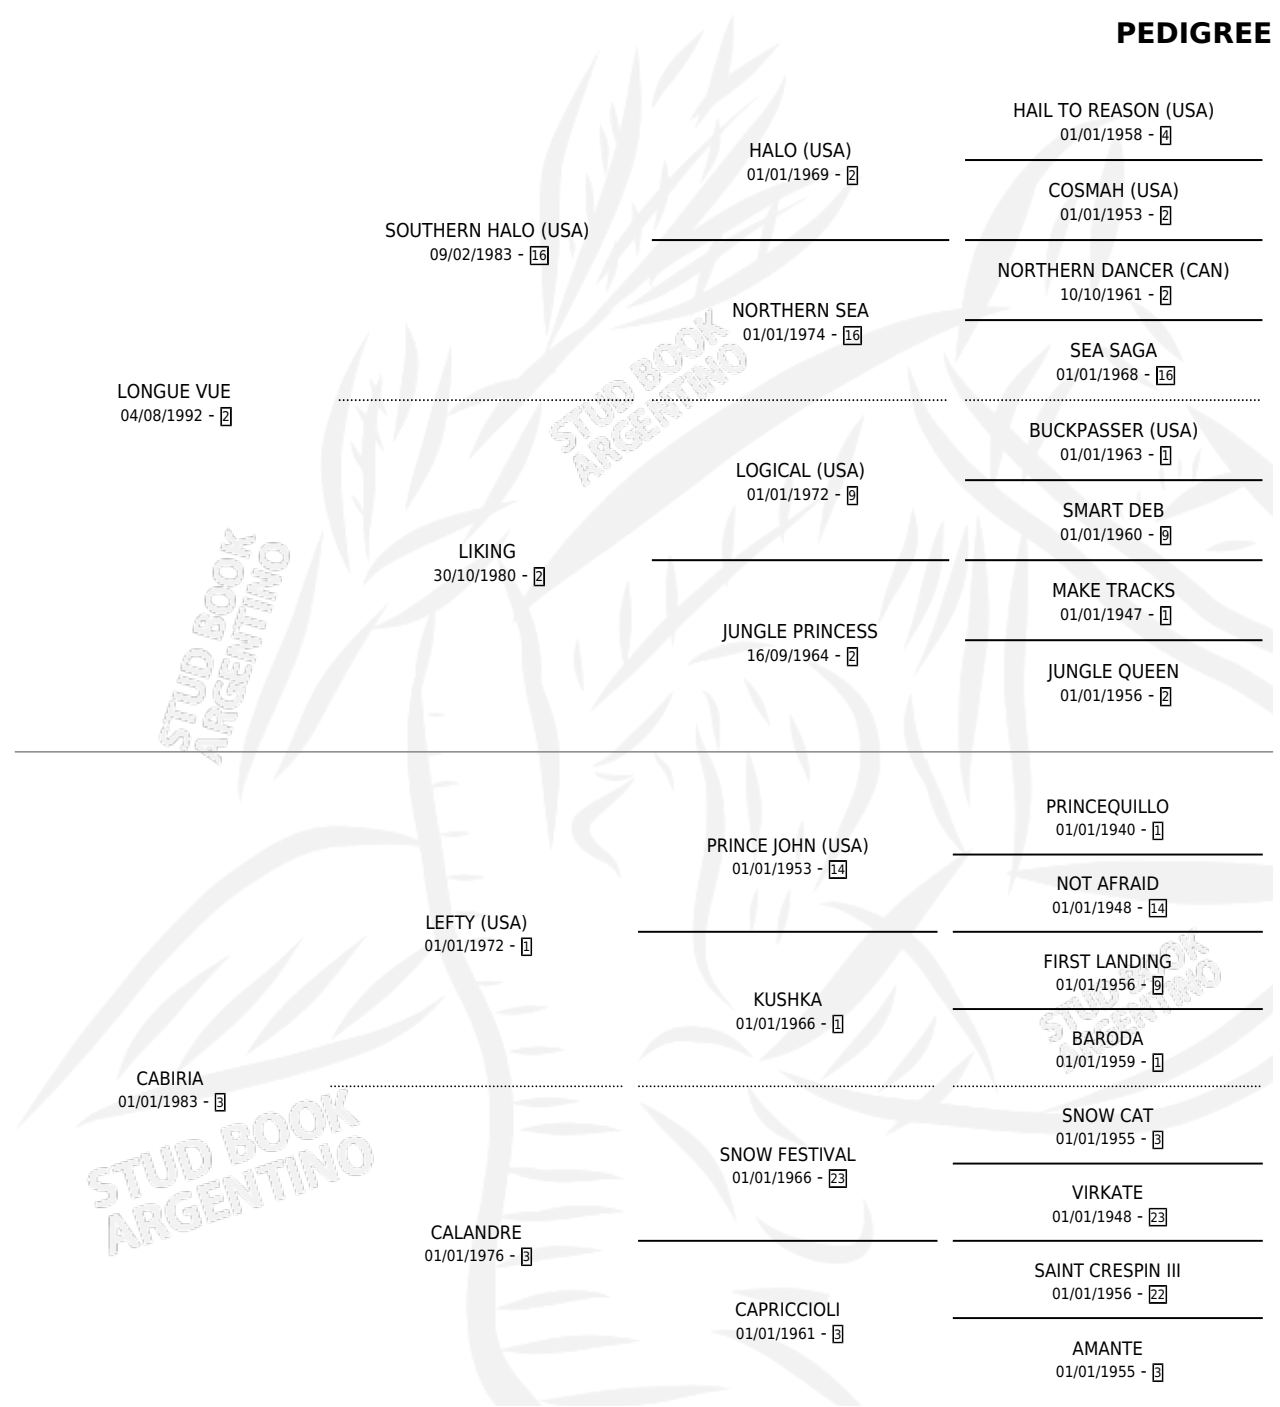 PEDIGREE
HAIL TO REASON (USA)
01/01/1958 - 4
HALO (USA)
01/01/1969 - 2
COSMAH (USA)
01/01/1953 - 2
SOUTHERN HALO (USA)
09/02/1983 - 16
NORTHERN DANCER (CAN)
10/10/1961 - 2
NORTHERN SEA
01/01/1974 - 16
SEA SAGA
01/01/1968 - 16
LONGUE VUE
04/08/1992 - 2
BUCKPASSER (USA)
01/01/1963 - 1
LOGICAL (USA)
01/01/1972 - 9
SMART DEB
01/01/1960 - 9
LIKING
30/10/1980 - 2
MAKE TRACKS
01/01/1947 - 1
JUNGLE PRINCESS
16/09/1964 - 2
JUNGLE QUEEN
01/01/1956 - 2
PRINCEQUILLO
01/01/1940 - 1
PRINCE JOHN (USA)
01/01/1953 - 14
NOT AFRAID
01/01/1948 - 14
LEFTY (USA)
01/01/1972 - 1
FIRST LANDING
01/01/1956 - 9
KUSHKA
01/01/1966 - 1
BARODA
01/01/1959 - 1
CABIRIA
01/01/1983 - 3
SNOW CAT
01/01/1955 - 3
SNOW FESTIVAL
01/01/1966 - 23
VIRKATE
01/01/1948 - 23
CALANDRE
01/01/1976 - 3
SAINT CRESPIN III
01/01/1956 - 22
CAPRICCIOLI
01/01/1961 - 3
AMANTE
01/01/1955 - 3
STUD BOOK
ARGENTINO
STUD BOOK
ARGENTINO
STUD BOOK
ARGENTINO
STUD BOOK
ARGENTINO